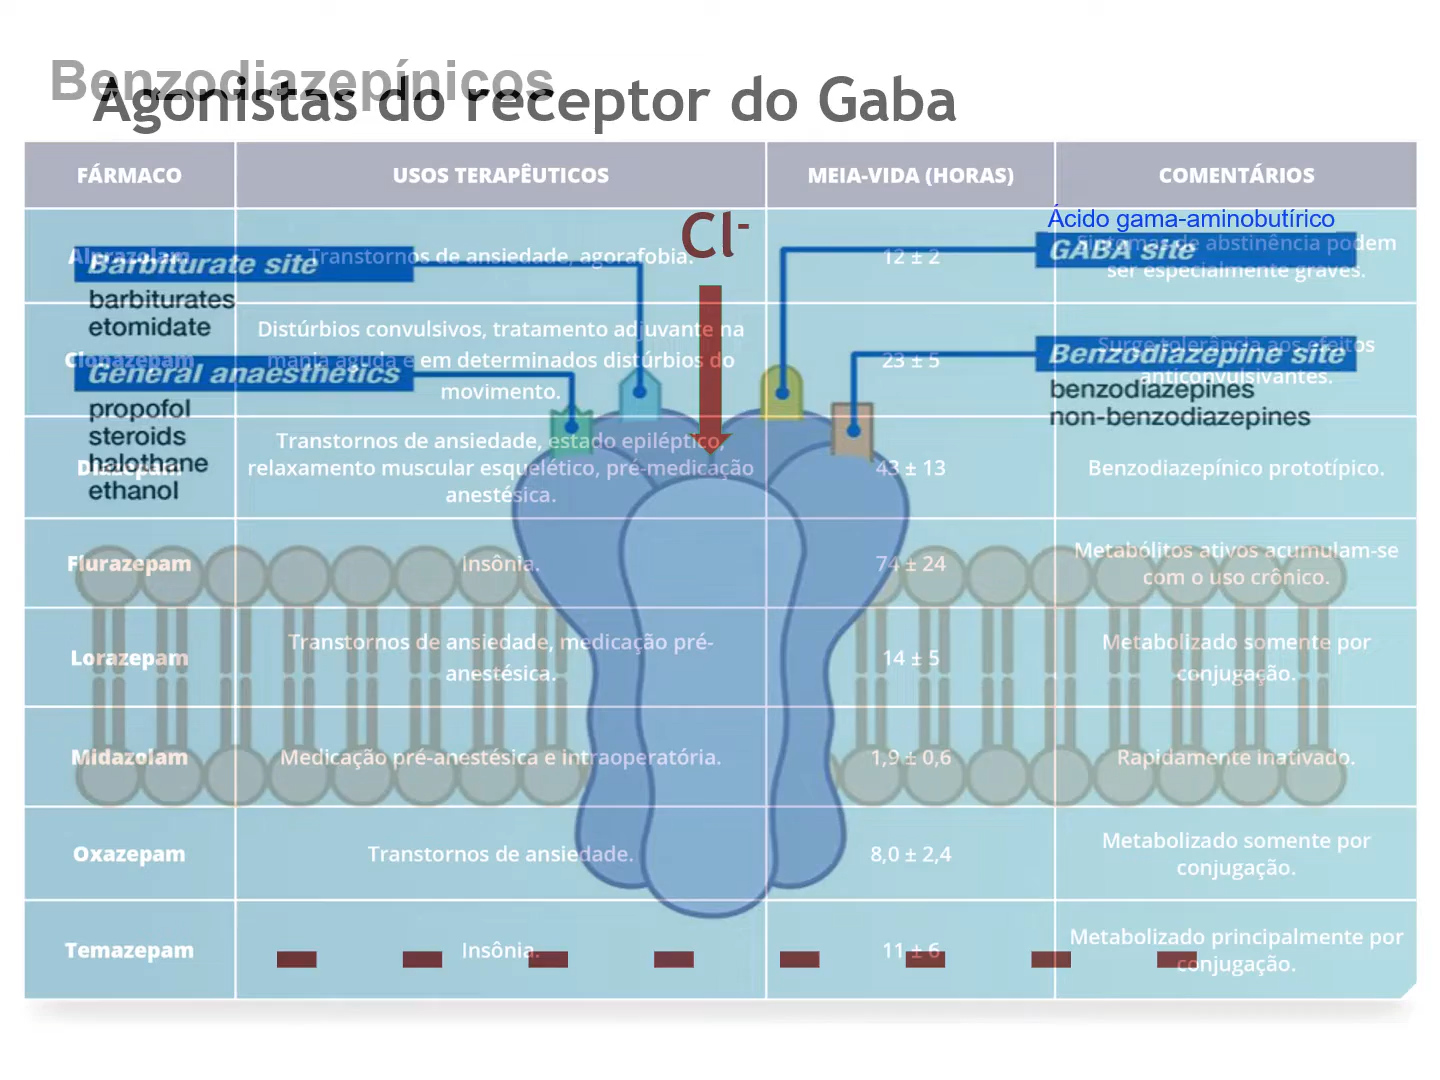 Benzodiazepínicos
Agonistas do receptor do Gaba
FÁRMACO
USOS TERAPÊUTICOS
MEIA-VIDA (HORAS)
COMENTÁRIOS
Cl-
Ácido gama-aminobutírico
Barbiturate site
barbiturates
etomidate
General anaesthetics
propofol
steroids
halothane
ethanol
GABA site
Benzodiazepine site
benzodiazepines
non-benzodiazepines
Alprazolam
Transtornos de ansiedade, agorafobia.
12 ± 2
Sintomas de abstinência podem
ser especialmente graves.
Clonazepam
Distúrbios convulsivos, tratamento adjuvante na
mania aguda e em determinados distúrbios do
movimento.
23 ± 5
Surge tolerância aos efeitos
anticonvulsivantes.
Diazepam
Transtornos de ansiedade, estado epiléptico,
relaxamento muscular esquelético, pré-medicação
anestésica.
43 ± 13
Benzodiazepínico prototípico.
Flurazepam
Insônia.
74 ± 24
Metabólitos ativos acumulam-se
com o uso crônico.
Lorazepam
Transtornos de ansiedade, medicação pré-
anestésica.
14 ± 5
Metabolizado somente por
conjugação.
Midazolam
Medicação pré-anestésica e intraoperatória.
1,9 ± 0,6
Rapidamente inativado.
Oxazepam
Transtornos de ansiedade.
8,0 ± 2,4
Metabolizado somente por
conjugação.
Temazepam
Insônia.
11 ± 6
Metabolizado principalmente por
conjugação.